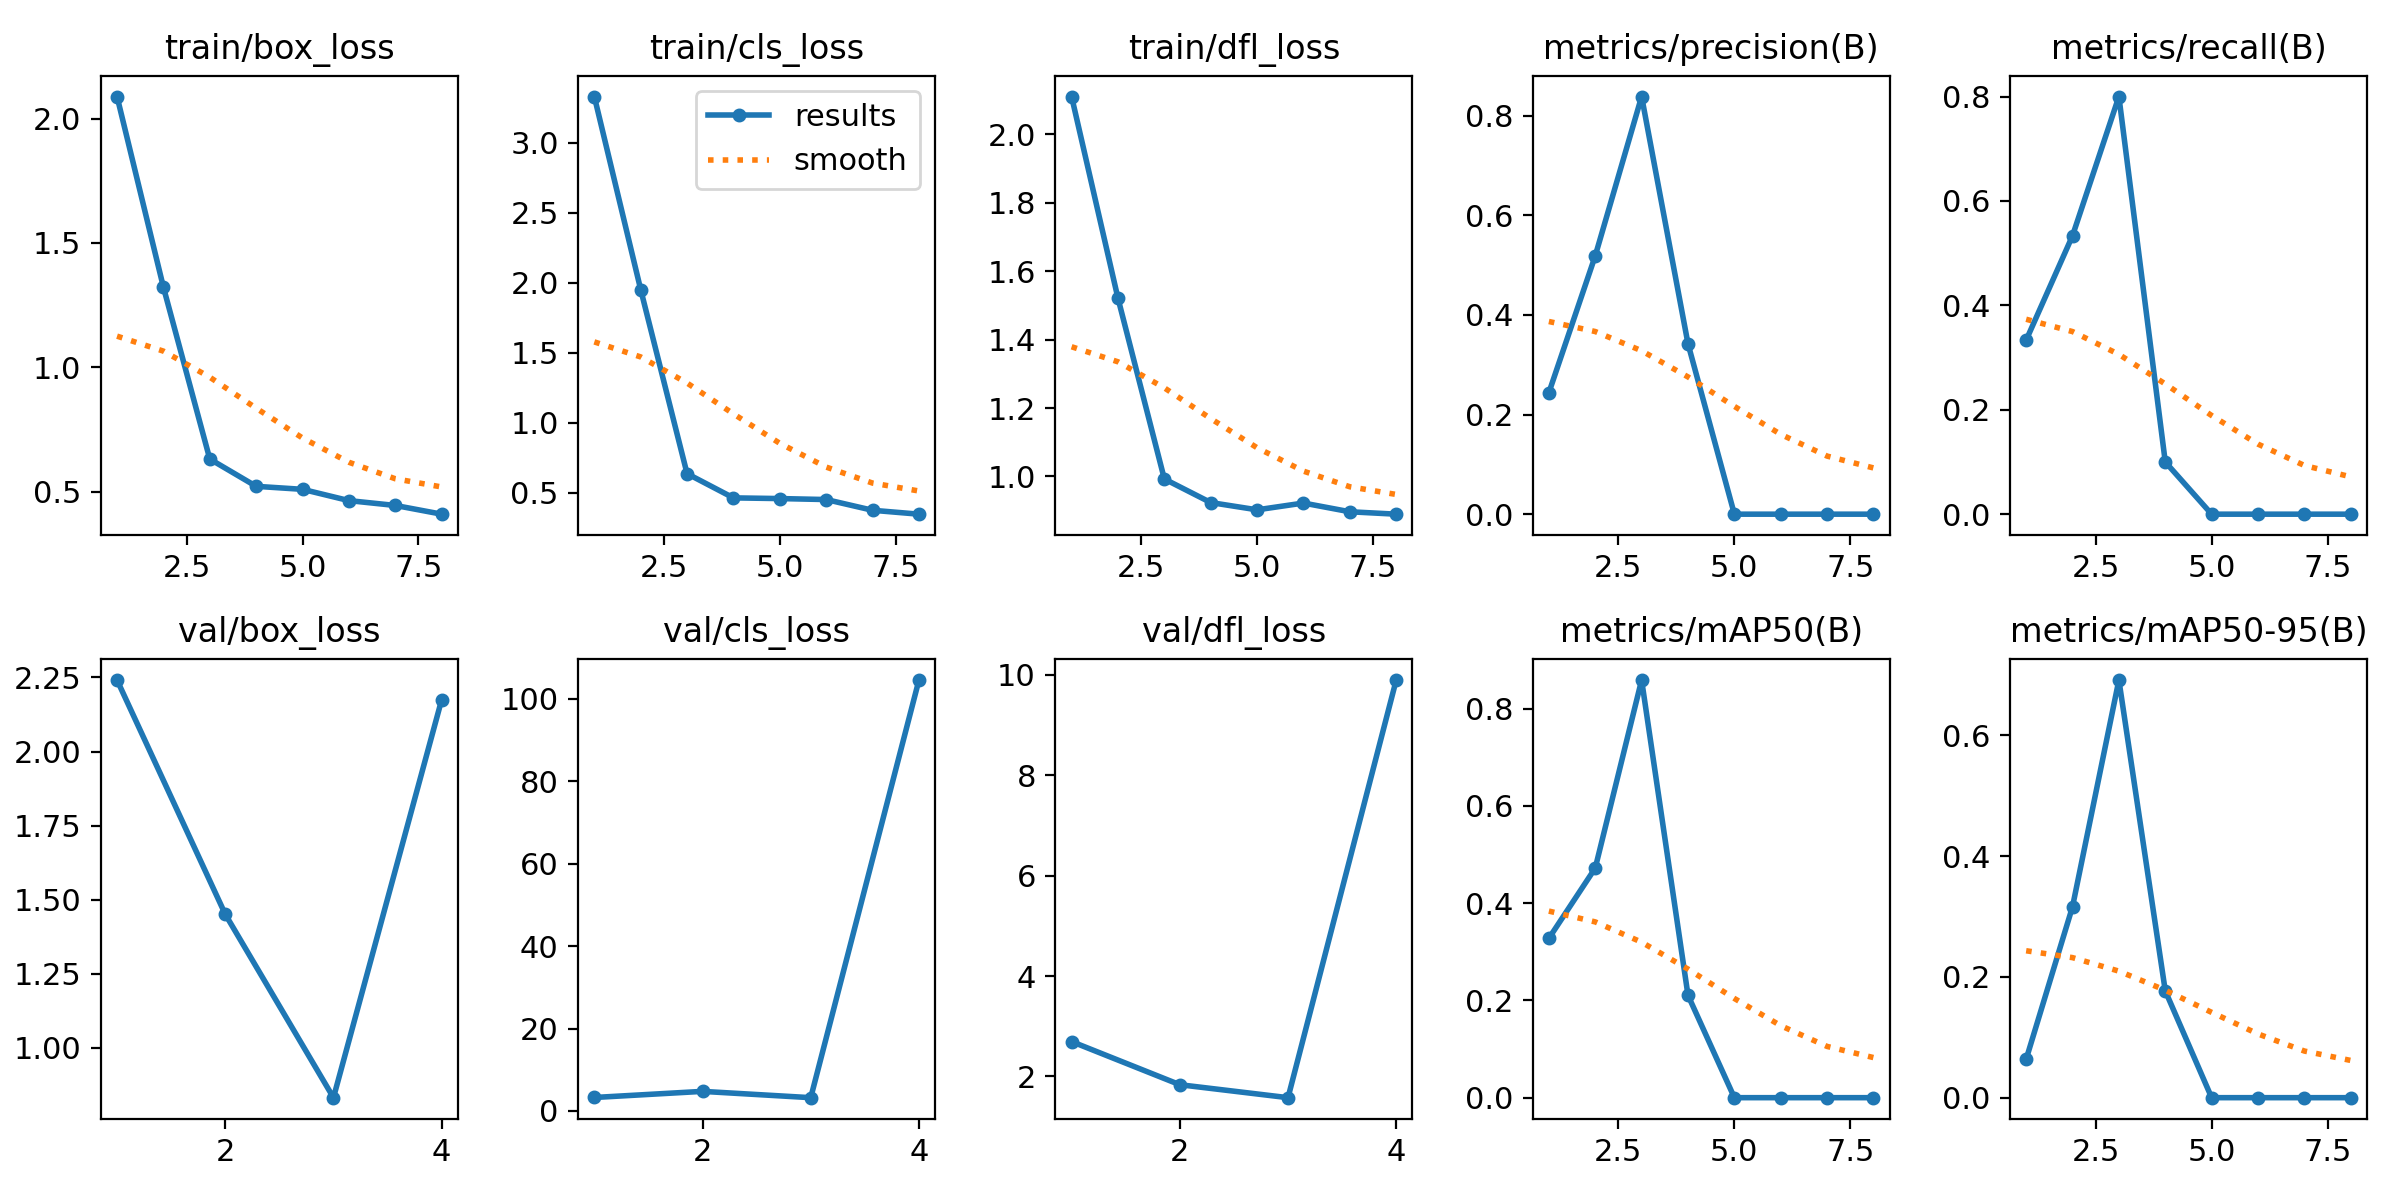 train/box_loss
2.0
1.5
1.0
0.5
2.5 5.0 7.5
train/cls_loss
results
smooth
3.0
2.5
2.0
1.5
1.0
0.5
2.5 5.0 7.5
train/dfl_loss
2.0
1.8
1.6
1.4
1.2
1.0
2.5 5.0 7.5
metrics/precision(B)
0.8
0.6
0.4
0.2
0.0
2.5 5.0 7.5
metrics/recall(B)
0.8
0.6
0.4
0.2
0.0
2.5 5.0 7.5
val/box_loss
2.25
2.00
1.75
1.50
1.25
1.00
2 4
val/cls_loss
100
80
60
40
20
0
2 4
val/dfl_loss
10
8
6
4
2
2 4
metrics/mAP50(B)
0.8
0.6
0.4
0.2
0.0
2.5 5.0 7.5
metrics/mAP50-95(B)
0.6
0.4
0.2
0.0
2.5 5.0 7.5